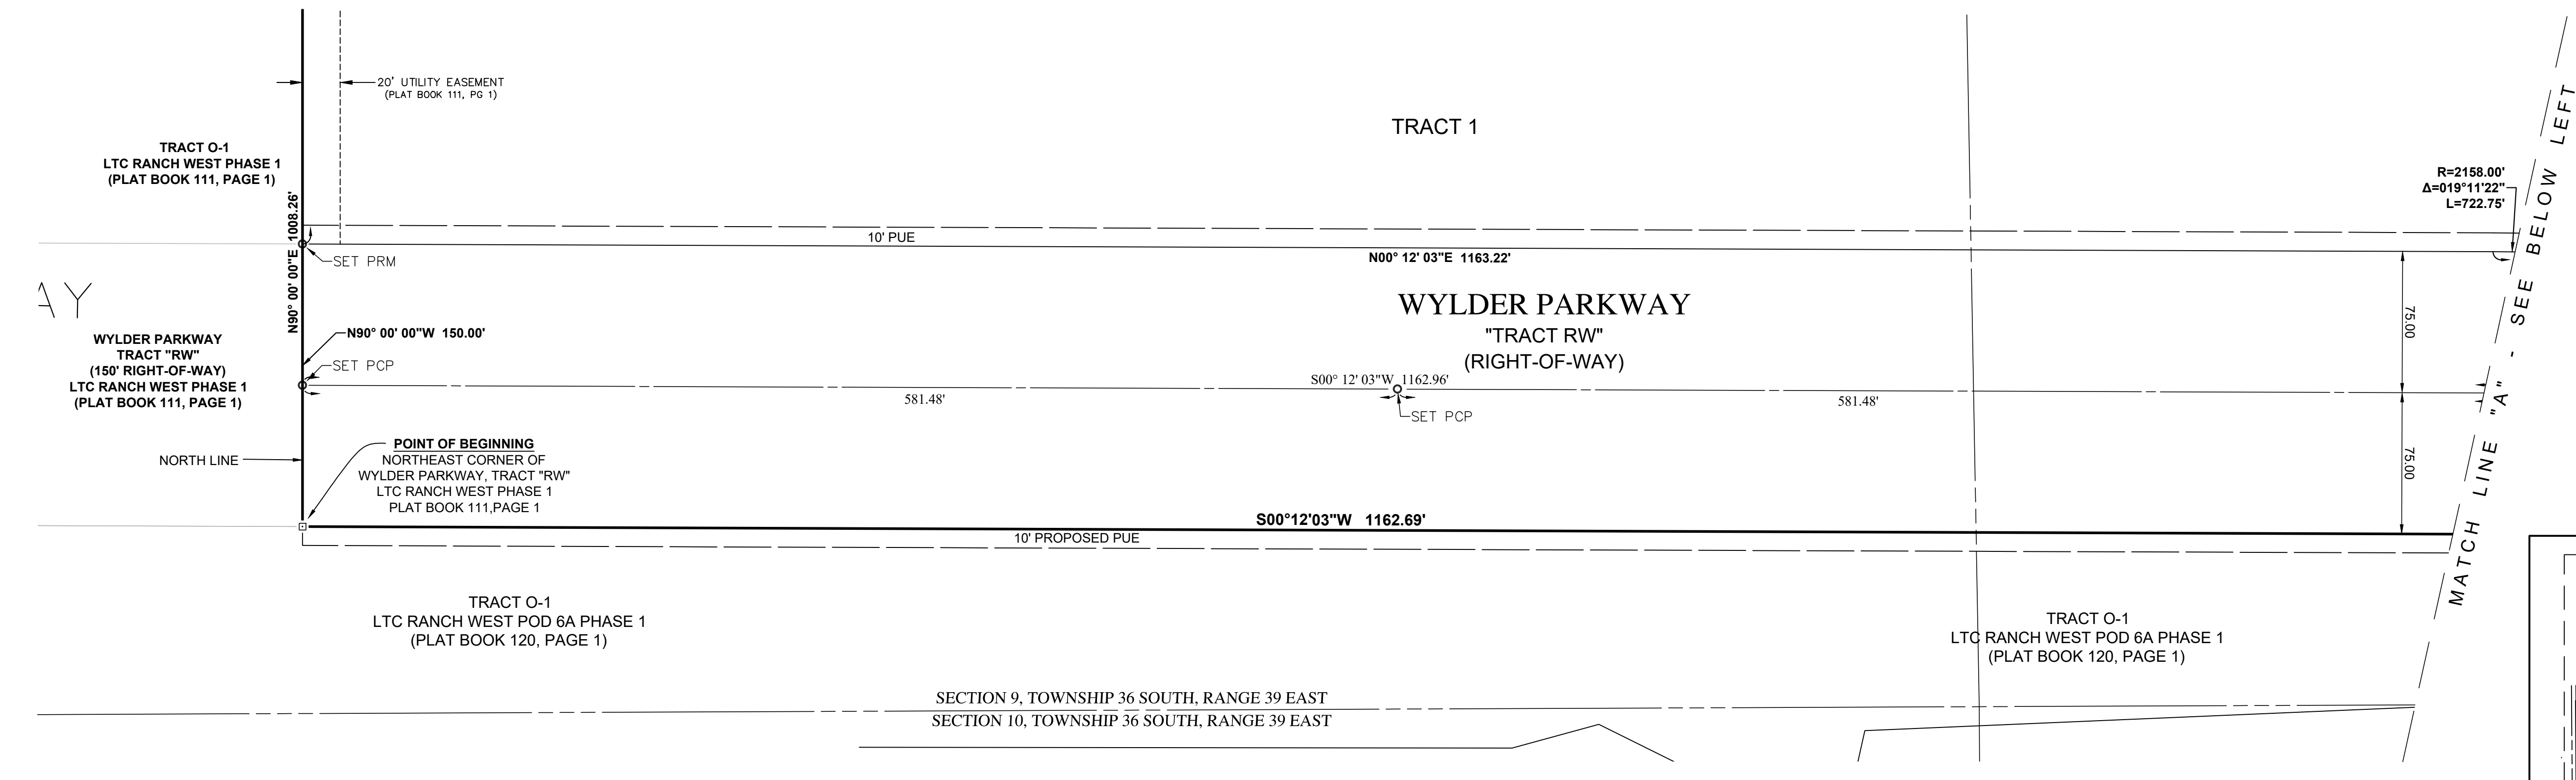 20' UTILITY EASEMENT
(PLAT BOOK 111, PG 1)
TRACT 1
TRACT O-1
LTC RANCH WEST PHASE 1
(PLAT BOOK 111, PAGE 1)
R=2158.00'
Δ=019°11'22"
L=722.75'
N90° 00' 00"E 1008.26'
10' PUE
SET PRM
N00° 12' 03"E 1163.22'
AY
WYLDER PARKWAY
"TRACT RW"
(RIGHT-OF-WAY)
75.00
N90° 00' 00"W 150.00'
WYLDER PARKWAY
TRACT "RW"
(150' RIGHT-OF-WAY)
LTC RANCH WEST PHASE 1
(PLAT BOOK 111, PAGE 1)
SET PCP
S00° 12' 03"W 1162.96'
581.48'
581.48'
SET PCP
75.00
MATCH LINE "A" - SEE BELOW LEFT
NORTH LINE
POINT OF BEGINNING
NORTHEAST CORNER OF
WYLDER PARKWAY, TRACT "RW"
LTC RANCH WEST PHASE 1
PLAT BOOK 111,PAGE 1
S00°12'03"W 1162.69'
10' PROPOSED PUE
TRACT O-1
LTC RANCH WEST POD 6A PHASE 1
(PLAT BOOK 120, PAGE 1)
TRACT O-1
LTC RANCH WEST POD 6A PHASE 1
(PLAT BOOK 120, PAGE 1)
SECTION 9, TOWNSHIP 36 SOUTH, RANGE 39 EAST
SECTION 10, TOWNSHIP 36 SOUTH, RANGE 39 EAST